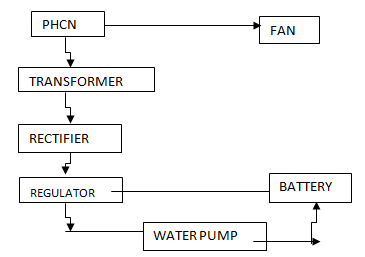 PHCN
FAN
TRANSFORMER
RECTIFIER
REGULATOR
BATTERY
WATER PUMP